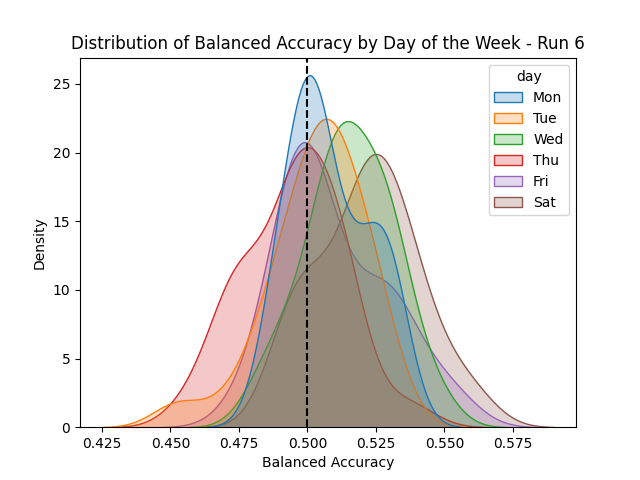 Distribution of Balanced Accuracy by Day of the Week - Run 6
day
Mon
Tue
Wed
Thu
Fri
Sat
Density
25
20
15
10
5
0
0.425 0.450 0.475 0.500 0.525 0.550 0.575
Balanced Accuracy